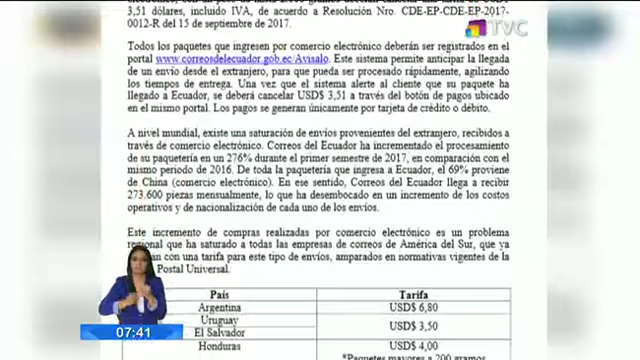 3,51 dólares, incluido IVA, de acuerdo a Resolución Nro. CDE-EP-CDE-EP-2017-
0012-R del 15 de septiembre de 2017.
TVC
Todos los paquetes que ingresen por comercio electrónico deberán ser registrados en el
portal www.correosdelecuador.gob.ec/Avisalo. Este sistema permite anticipar la llegada
de un envío desde el extranjero, para que pueda ser procesado rápidamente, agilizando
los tiempos de entrega. Una vez que el sistema alerte al cliente que su paquete ha
llegado a Ecuador, se deberá cancelar USD$ 3,51 a través del botón de pagos ubicado
en el mismo portal. Los pagos se generan únicamente por tarjeta de crédito o débito.
A nivel mundial, existe una saturación de envíos provenientes del extranjero, recibidos a
través de comercio electrónico. Correos del Ecuador ha incrementado el procesamiento
de su paquetería en un 276% durante el primer semestre de 2017, en comparación con el
mismo periodo de 2016. De toda la paquetería que ingresa a Ecuador, el 69% proviene
de China (comercio electrónico). En ese sentido, Correos del Ecuador llega a recibir
273.600 piezas mensualmente, lo que ha desembocado en un incremento de los costos
operativos y de nacionalización de cada uno de los envíos.
Este incremento de compras realizadas por comercio electrónico es un problema
regional que ha saturado a todas las empresas de correos de América del Sur, que ya
con una tarifa para este tipo de envíos, amparados en normativas vigentes de la
Postal Universal.
País Tarifa
Argentina USD$ 6,80
Uruguay
El Salvador USD$ 3,50
Honduras USD$ 4,00
*Paquetes mayores a 200 gramos
07:41